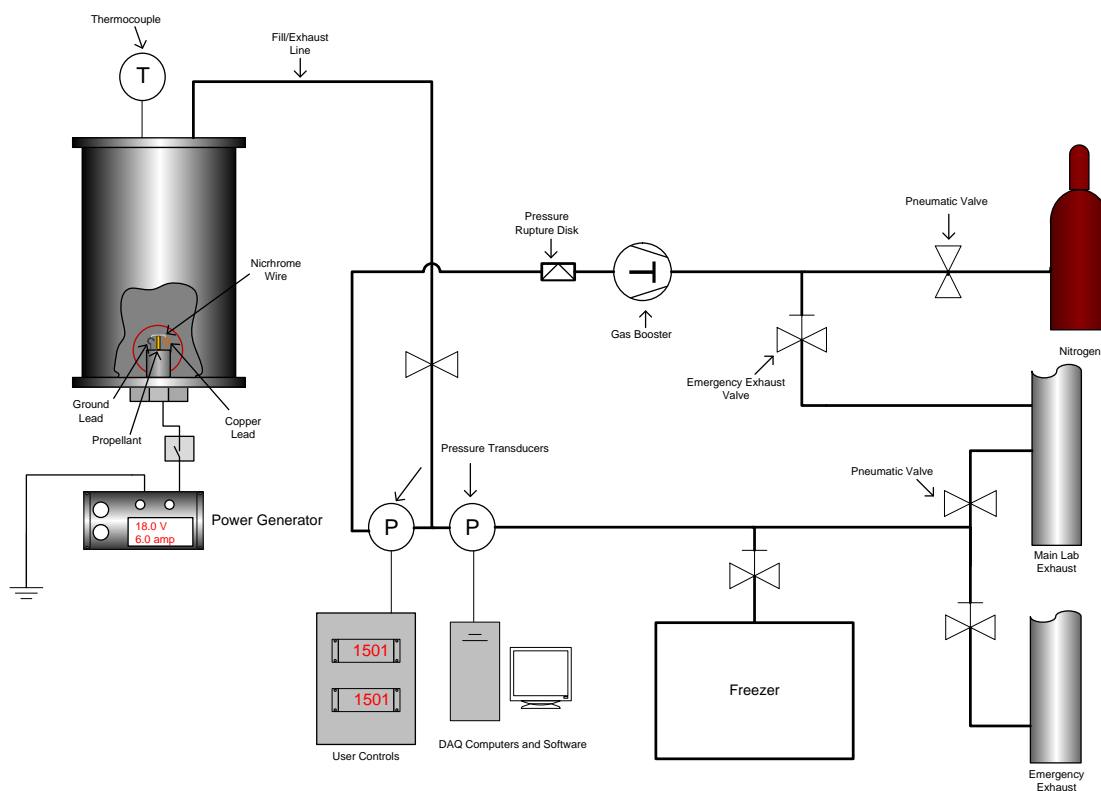 Thermocouple
T
Fill/Exhaust
Line
Pressure
Rupture Disk
Gas Booster
Pneumatic Valve
Nitrogen
Nicrhrome
Wire
Emergency Exhaust
Valve
Ground
Lead
Propellant
Copper
Lead
Pressure Transducers
Pneumatic Valve
18.0 V
6.0 amp
Power Generator
P
P
Main Lab
Exhaust
1501
1501
User Controls
DAQ Computers and Software
Freezer
Emergency
Exhaust